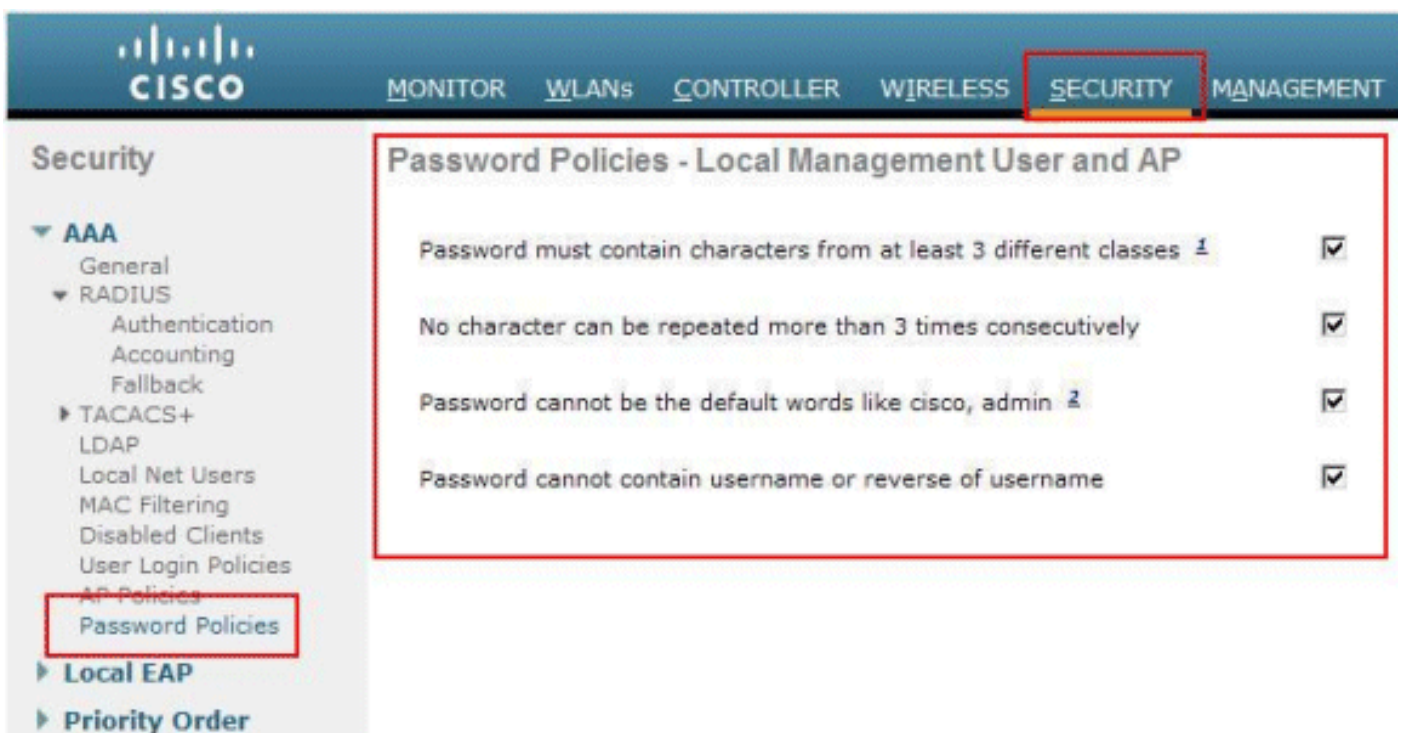 CISCO
MONITOR WLANs CONTROLLER WIRELESS SECURITY MANAGEMENT
Security
AAA
General
RADIUS
Authentication
Accounting
Fallback
TACACS+
LDAP
Local Net Users
MAC Filtering
Disabled Clients
User Login Policies
AP Policies
Password Policies
Local EAP
Priority Order
Password Policies - Local Management User and AP
Password must contain characters from at least 3 different classes 1
No character can be repeated more than 3 times consecutively
Password cannot be the default words like cisco, admin 2
Password cannot contain username or reverse of username